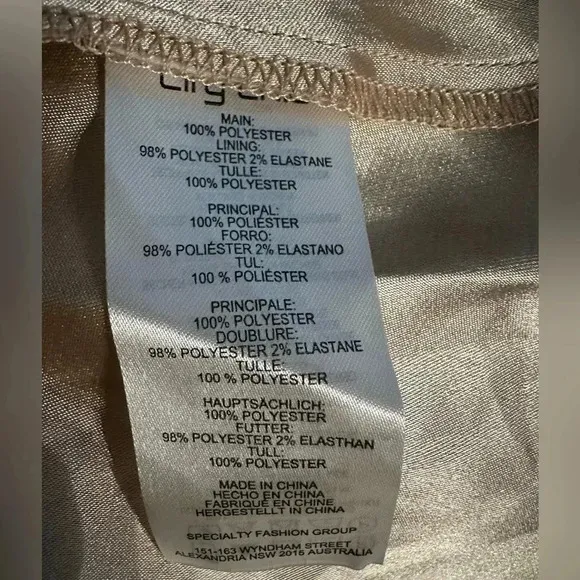 MAIN:
100% POLYESTER
LINING:
98% POLYESTER 2% ELASTANE
TULLE:
100% POLYESTER
PRINCIPAL:
100% POLIÉSTER
FORRO:
98% POLIÉSTER 2% ELASTANO
TUL:
100 % POLIÉSTER
PRINCIPALE:
100% POLYESTER
DOUBLURE:
98% POLYESTER 2% ELASTANE
TULLE:
100 % POLYESTER
HAUPTSÄCHLICH:
100% POLYESTER
FUTTER:
98% POLYESTER 2% ELASTHAN
TÜLL:
100% POLYESTER
MADE IN CHINA
HECHO EN CHINA
FABRIQUÉ EN CHINE
HERGESTELLT IN CHINA
SPECIALTY FASHION GROUP
151-163 WYNDHAM STREET
ALEXANDRIA NSW 2015 AUSTRALIA